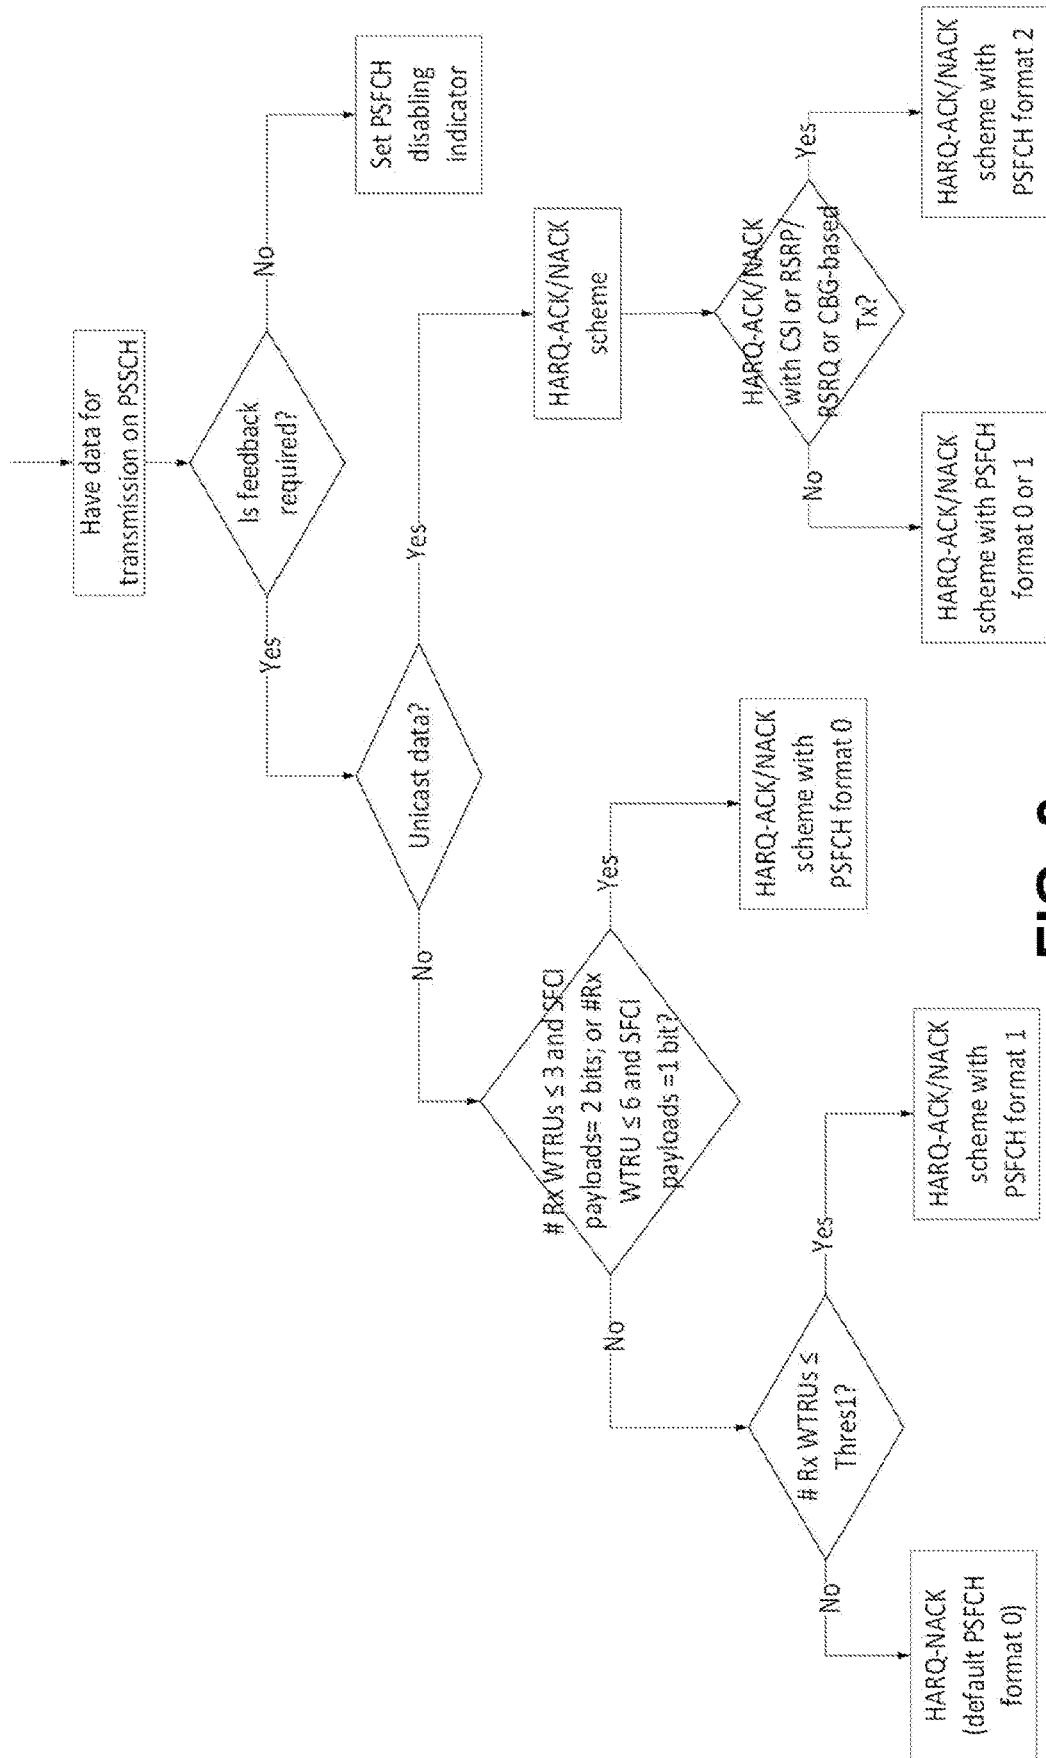 Have data for
transmission on PSSCH
Is feedback
required?
Yes
No
Set PSFCH
disabling
indicator
Unicast data?
No
Yes
HARQ-ACK/NACK
scheme
# Rx WTRUs ≤ 3 and SFCI
payloads= 2 bits; or #Rx
WTRU ≤ 6 and SFCI
payloads =1 bit?
No
Yes
HARQ-ACK/NACK
scheme with
PSFCH format 0
HARQ-ACK/NACK
with CSI or RSRP/
RSRQ or CBG-based
Tx?
No
Yes
# Rx WTRUs ≤
Thres1?
No
Yes
HARQ-NACK
(default PSFCH
format 0)
HARQ-ACK/NACK
scheme with
PSFCH format 1
HARQ-ACK/NACK
scheme with PSFCH
format 0 or 1
HARQ-ACK/NACK
scheme with
PSFCH format 2
FIG.